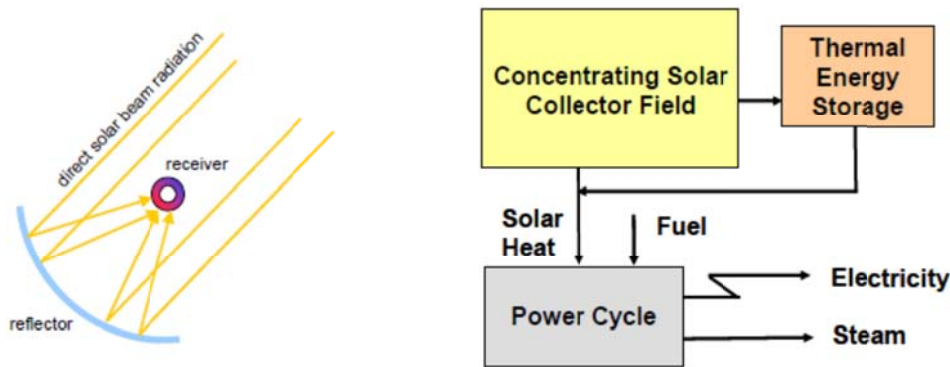 direct solar beam radiation
receiver
reflector
Concentrating Solar
Collector Field
Thermal
Energy
Storage
Solar
Heat
Fuel
Power Cycle
Electricity
Steam